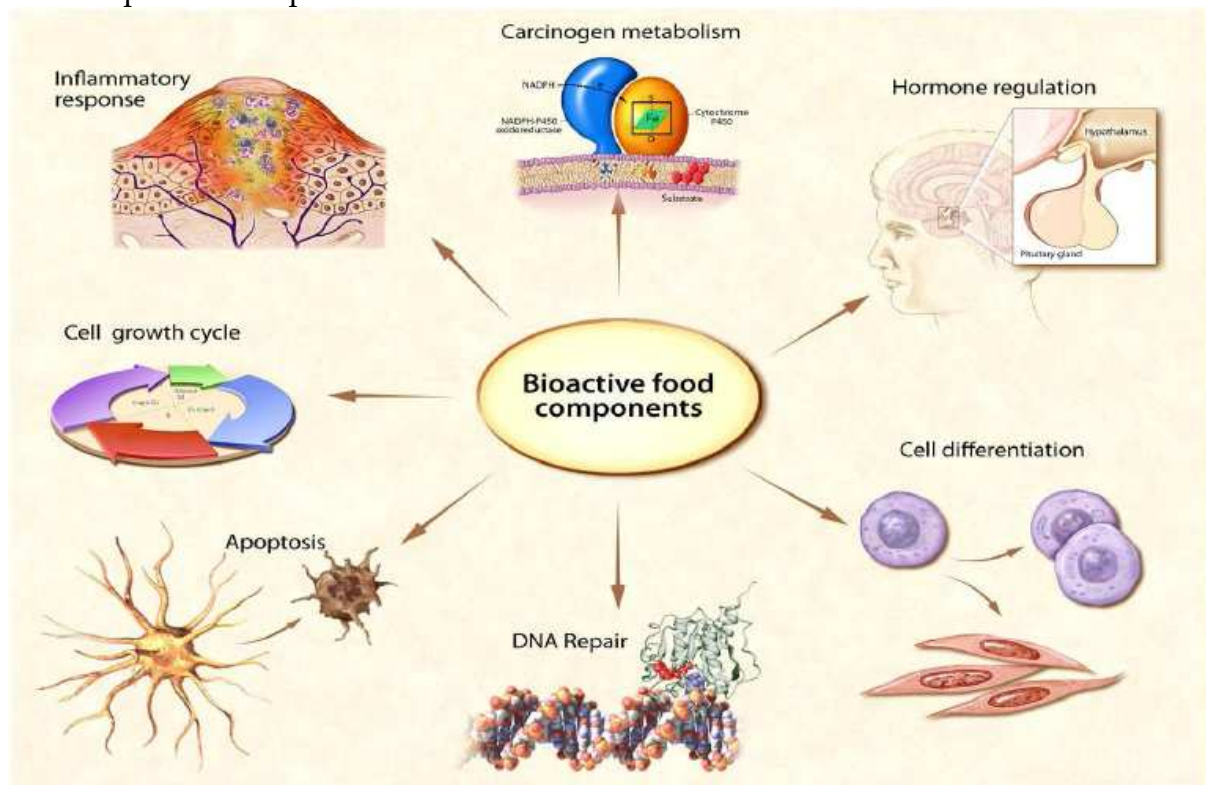 Carcinogen metabolism
Inflammatory
response
NADPH
NADPH-P450
oxidoreductase
Cytochrome
P450
Substrate
Hormone regulation
Hypothalamus
Pituitary gland
Cell growth cycle
Bioactive food
components
Cell differentiation
Apoptosis
DNA Repair